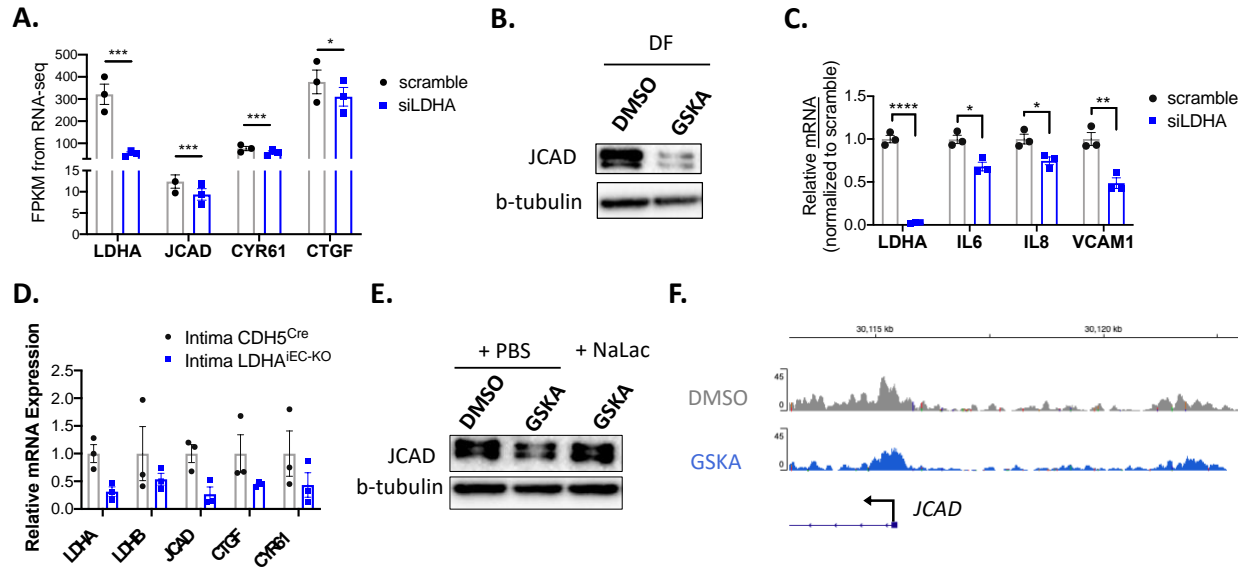 A.
FPKM from RNA-seq
500
400
300
200
100
15
10
5
0
***
***
***
*
LDHA JCAD CYR61 CTGF
scramble
siLDHA
B.
DF
DMSO GSKA
JCAD
b-tubulin
C.
Relative mRNA
(normalized to scramble)
1.5
1.0
0.5
0.0
****
*
*
**
LDHA IL6 IL8 VCAM1
scramble
siLDHA
D.
Intima CDH5Cre
Intima LDHAiEC-KO
Relative mRNA Expression
2.5
2.0
1.5
1.0
0.5
0.0
LDHA LDHB JCAD CTGF CYR61
E.
+ PBS + NaLac
DMSO GSKA GSKA
JCAD
b-tubulin
F.
30,115 kb 30,120 kb
DMSO
45
0
GSKA
45
0
JCAD